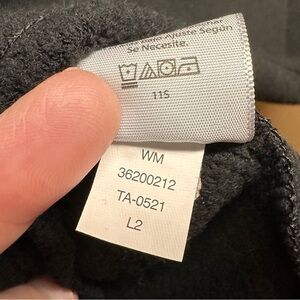 Ajuste Según
Se Necesite.
11S
WM
36200212
TA-0521
L2